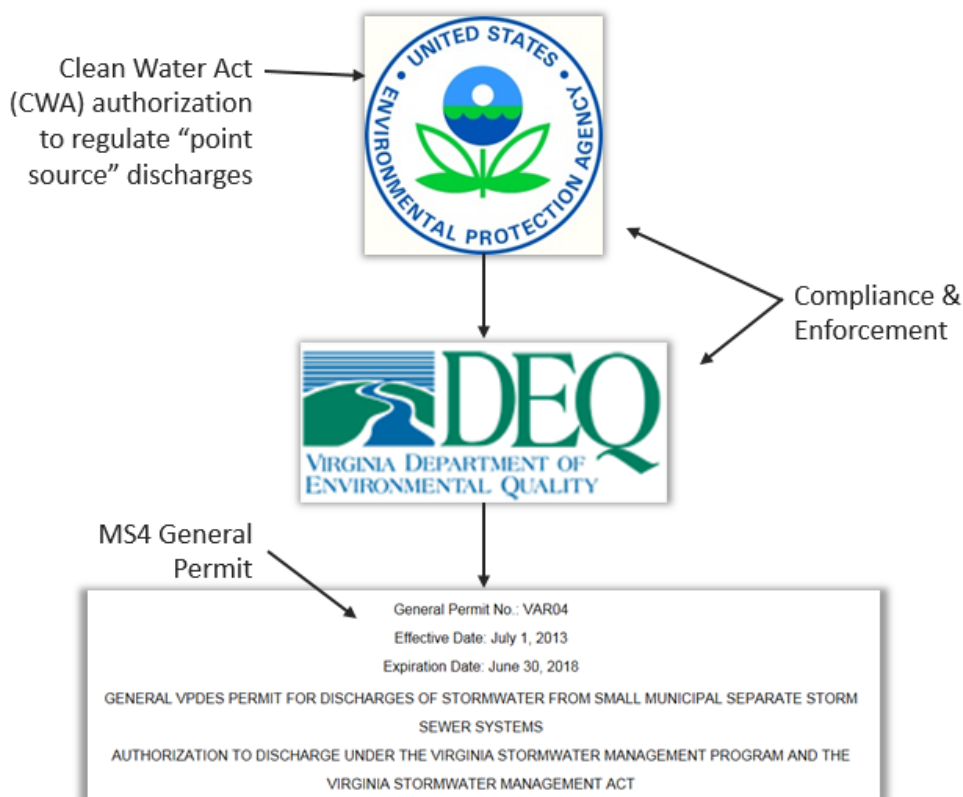 UNITED STATES
ENVIRONMENTAL PROTECTION AGENCY
Clean Water Act
(CWA) authorization
to regulate “point
source” discharges
Compliance &
Enforcement
DEQ
VIRGINIA DEPARTMENT OF
ENVIRONMENTAL QUALITY
MS4 General
Permit
General Permit No.: VAR04
Effective Date: July 1, 2013
Expiration Date: June 30, 2018
GENERAL VPDES PERMIT FOR DISCHARGES OF STORMWATER FROM SMALL MUNICIPAL SEPARATE STORM
SEWER SYSTEMS
AUTHORIZATION TO DISCHARGE UNDER THE VIRGINIA STORMWATER MANAGEMENT PROGRAM AND THE
VIRGINIA STORMWATER MANAGEMENT ACT